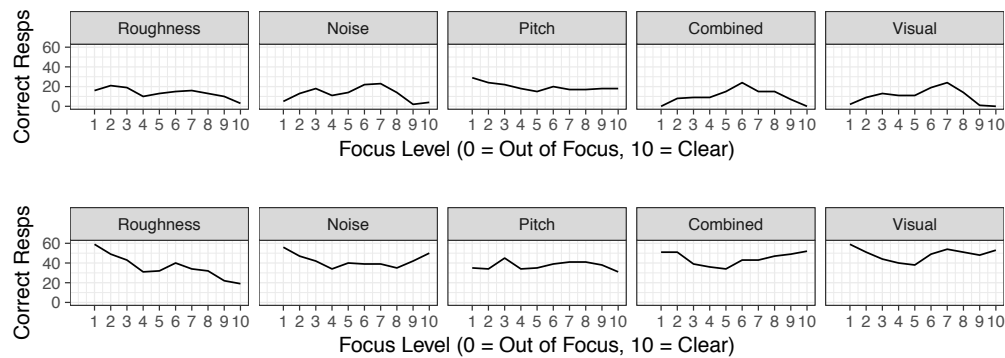 Roughness Noise Pitch Combined Visual
Correct Resps
60
40
20
0
1 2 3 4 5 6 7 8 9 10 1 2 3 4 5 6 7 8 9 10 1 2 3 4 5 6 7 8 9 10 1 2 3 4 5 6 7 8 9 10 1 2 3 4 5 6 7 8 9 10
Focus Level (0 = Out of Focus, 10 = Clear)
Roughness Noise Pitch Combined Visual
Correct Resps
60
40
20
0
1 2 3 4 5 6 7 8 9 10 1 2 3 4 5 6 7 8 9 10 1 2 3 4 5 6 7 8 9 10 1 2 3 4 5 6 7 8 9 10 1 2 3 4 5 6 7 8 9 10
Focus Level (0 = Out of Focus, 10 = Clear)